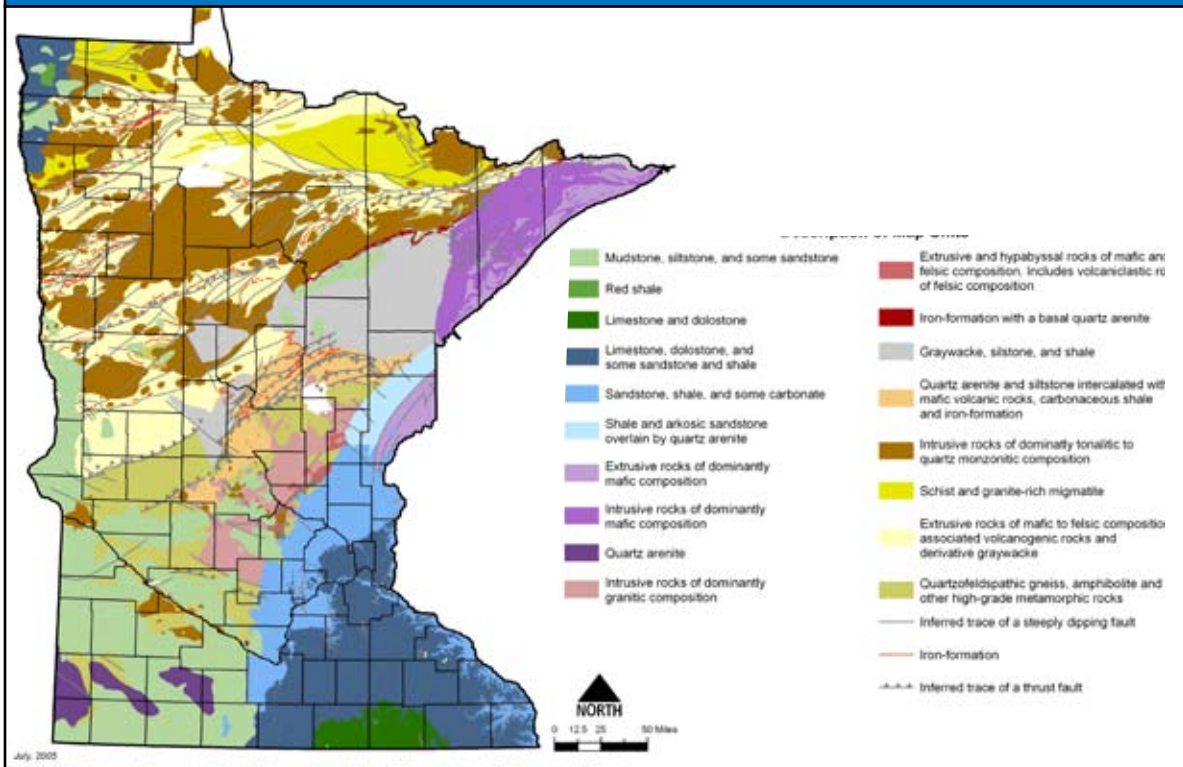 Mudstone, siltstone, and some sandstone
Red shale
Limestone and dolostone
Limestone, dolostone, and
some sandstone and shale
Sandstone, shale, and some carbonate
Shale and arkosic sandstone
overlain by quartz arenite
Extrusive rocks of dominantly
mafic composition
Intrusive rocks of dominantly
mafic composition
Quartz arenite
Intrusive rocks of dominantly
granitic composition
Extrusive and hypabyssal rocks of mafic and
felsic composition. Includes volcaniclastic ro
of felsic composition
Iron-formation with a basal quartz arenite
Graywacke, silstone, and shale
Quartz arenite and siltstone intercalated with
mafic volcanic rocks, carbonaceous shale
and iron-formation
Intrusive rocks of dominatly tonalitic to
quartz monzonitic composition
Schist and granite-rich migmatite
Extrusive rocks of mafic to felsic compositio
associated volcanogenic rocks and
derivative graywacke
Quartzofeldspathic gneiss, amphibolite and
other high-grade metamorphic rocks
Inferred trace of a steeply dipping fault
Iron-formation
Inferred trace of a thrust fault
NORTH
0 12.5 25 50 Miles
July, 2005